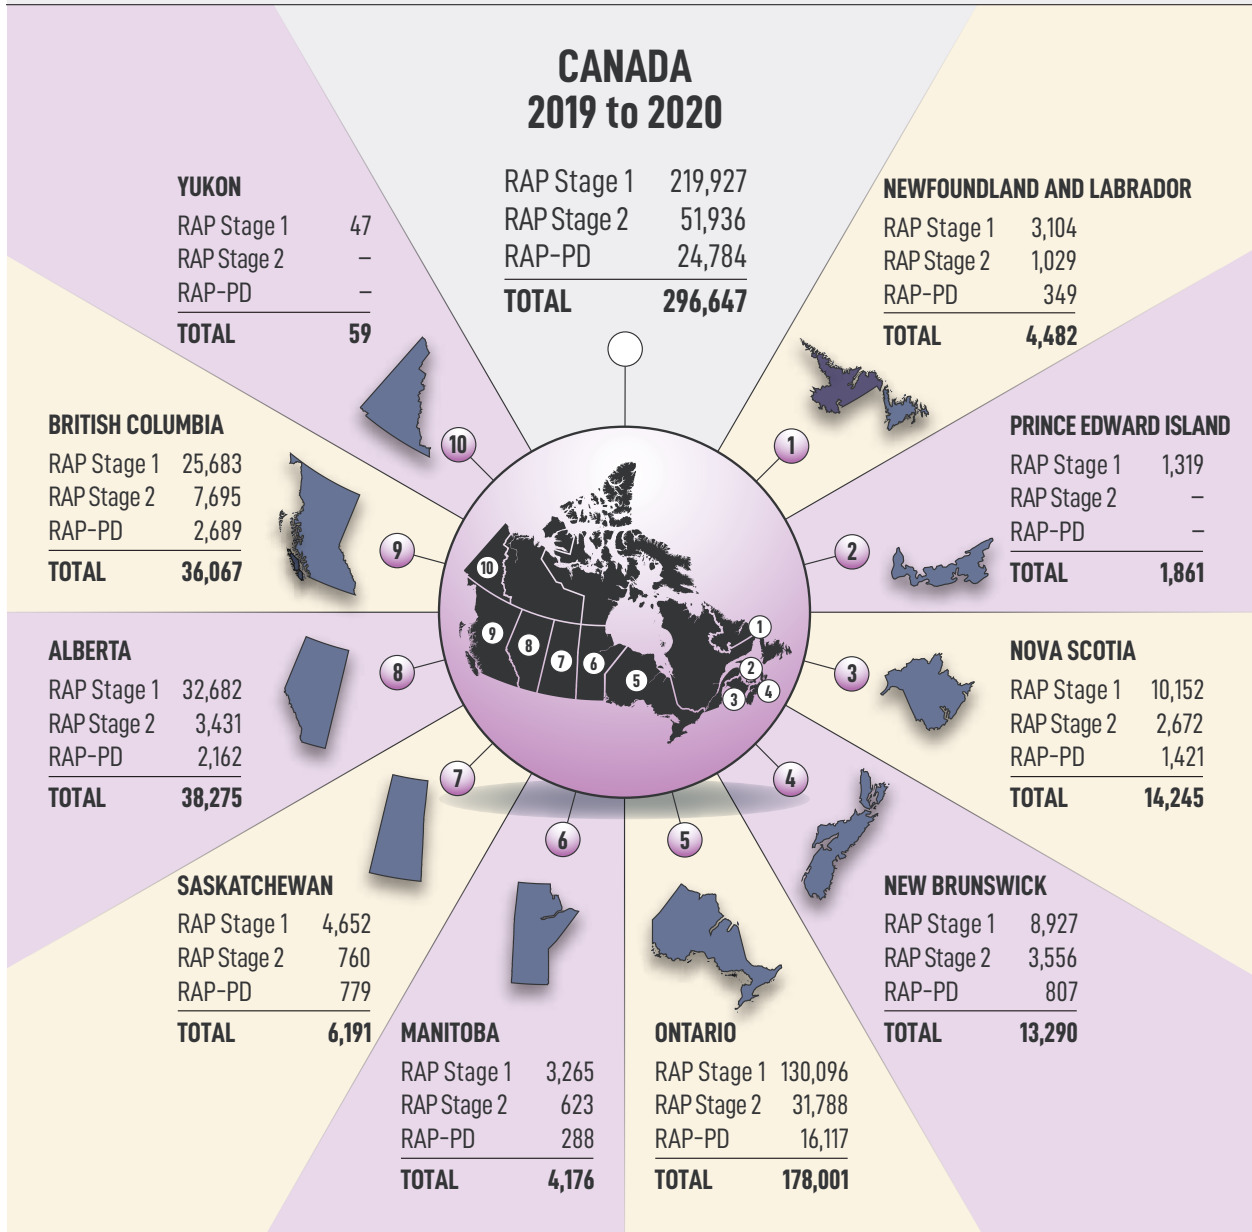 CANADA
2019 to 2020
RAP Stage 1 219,927
RAP Stage 2 51,936
RAP-PD 24,784
TOTAL 296,647
YUKON
RAP Stage 1 47
RAP Stage 2 –
RAP-PD –
TOTAL 59
NEWFOUNDLAND AND LABRADOR
RAP Stage 1 3,104
RAP Stage 2 1,029
RAP-PD 349
TOTAL 4,482
BRITISH COLUMBIA
RAP Stage 1 25,683
RAP Stage 2 7,695
RAP-PD 2,689
TOTAL 36,067
PRINCE EDWARD ISLAND
RAP Stage 1 1,319
RAP Stage 2 –
RAP-PD –
TOTAL 1,861
ALBERTA
RAP Stage 1 32,682
RAP Stage 2 3,431
RAP-PD 2,162
TOTAL 38,275
NOVA SCOTIA
RAP Stage 1 10,152
RAP Stage 2 2,672
RAP-PD 1,421
TOTAL 14,245
SASKATCHEWAN
RAP Stage 1 4,652
RAP Stage 2 760
RAP-PD 779
TOTAL 6,191
NEW BRUNSWICK
RAP Stage 1 8,927
RAP Stage 2 3,556
RAP-PD 807
TOTAL 13,290
MANITOBA
RAP Stage 1 3,265
RAP Stage 2 623
RAP-PD 288
TOTAL 4,176
ONTARIO
RAP Stage 1 130,096
RAP Stage 2 31,788
RAP-PD 16,117
TOTAL 178,001
10
1
9
2
8
3
7
4
6
5
10
9
8
7
6
5
1
2
3
4